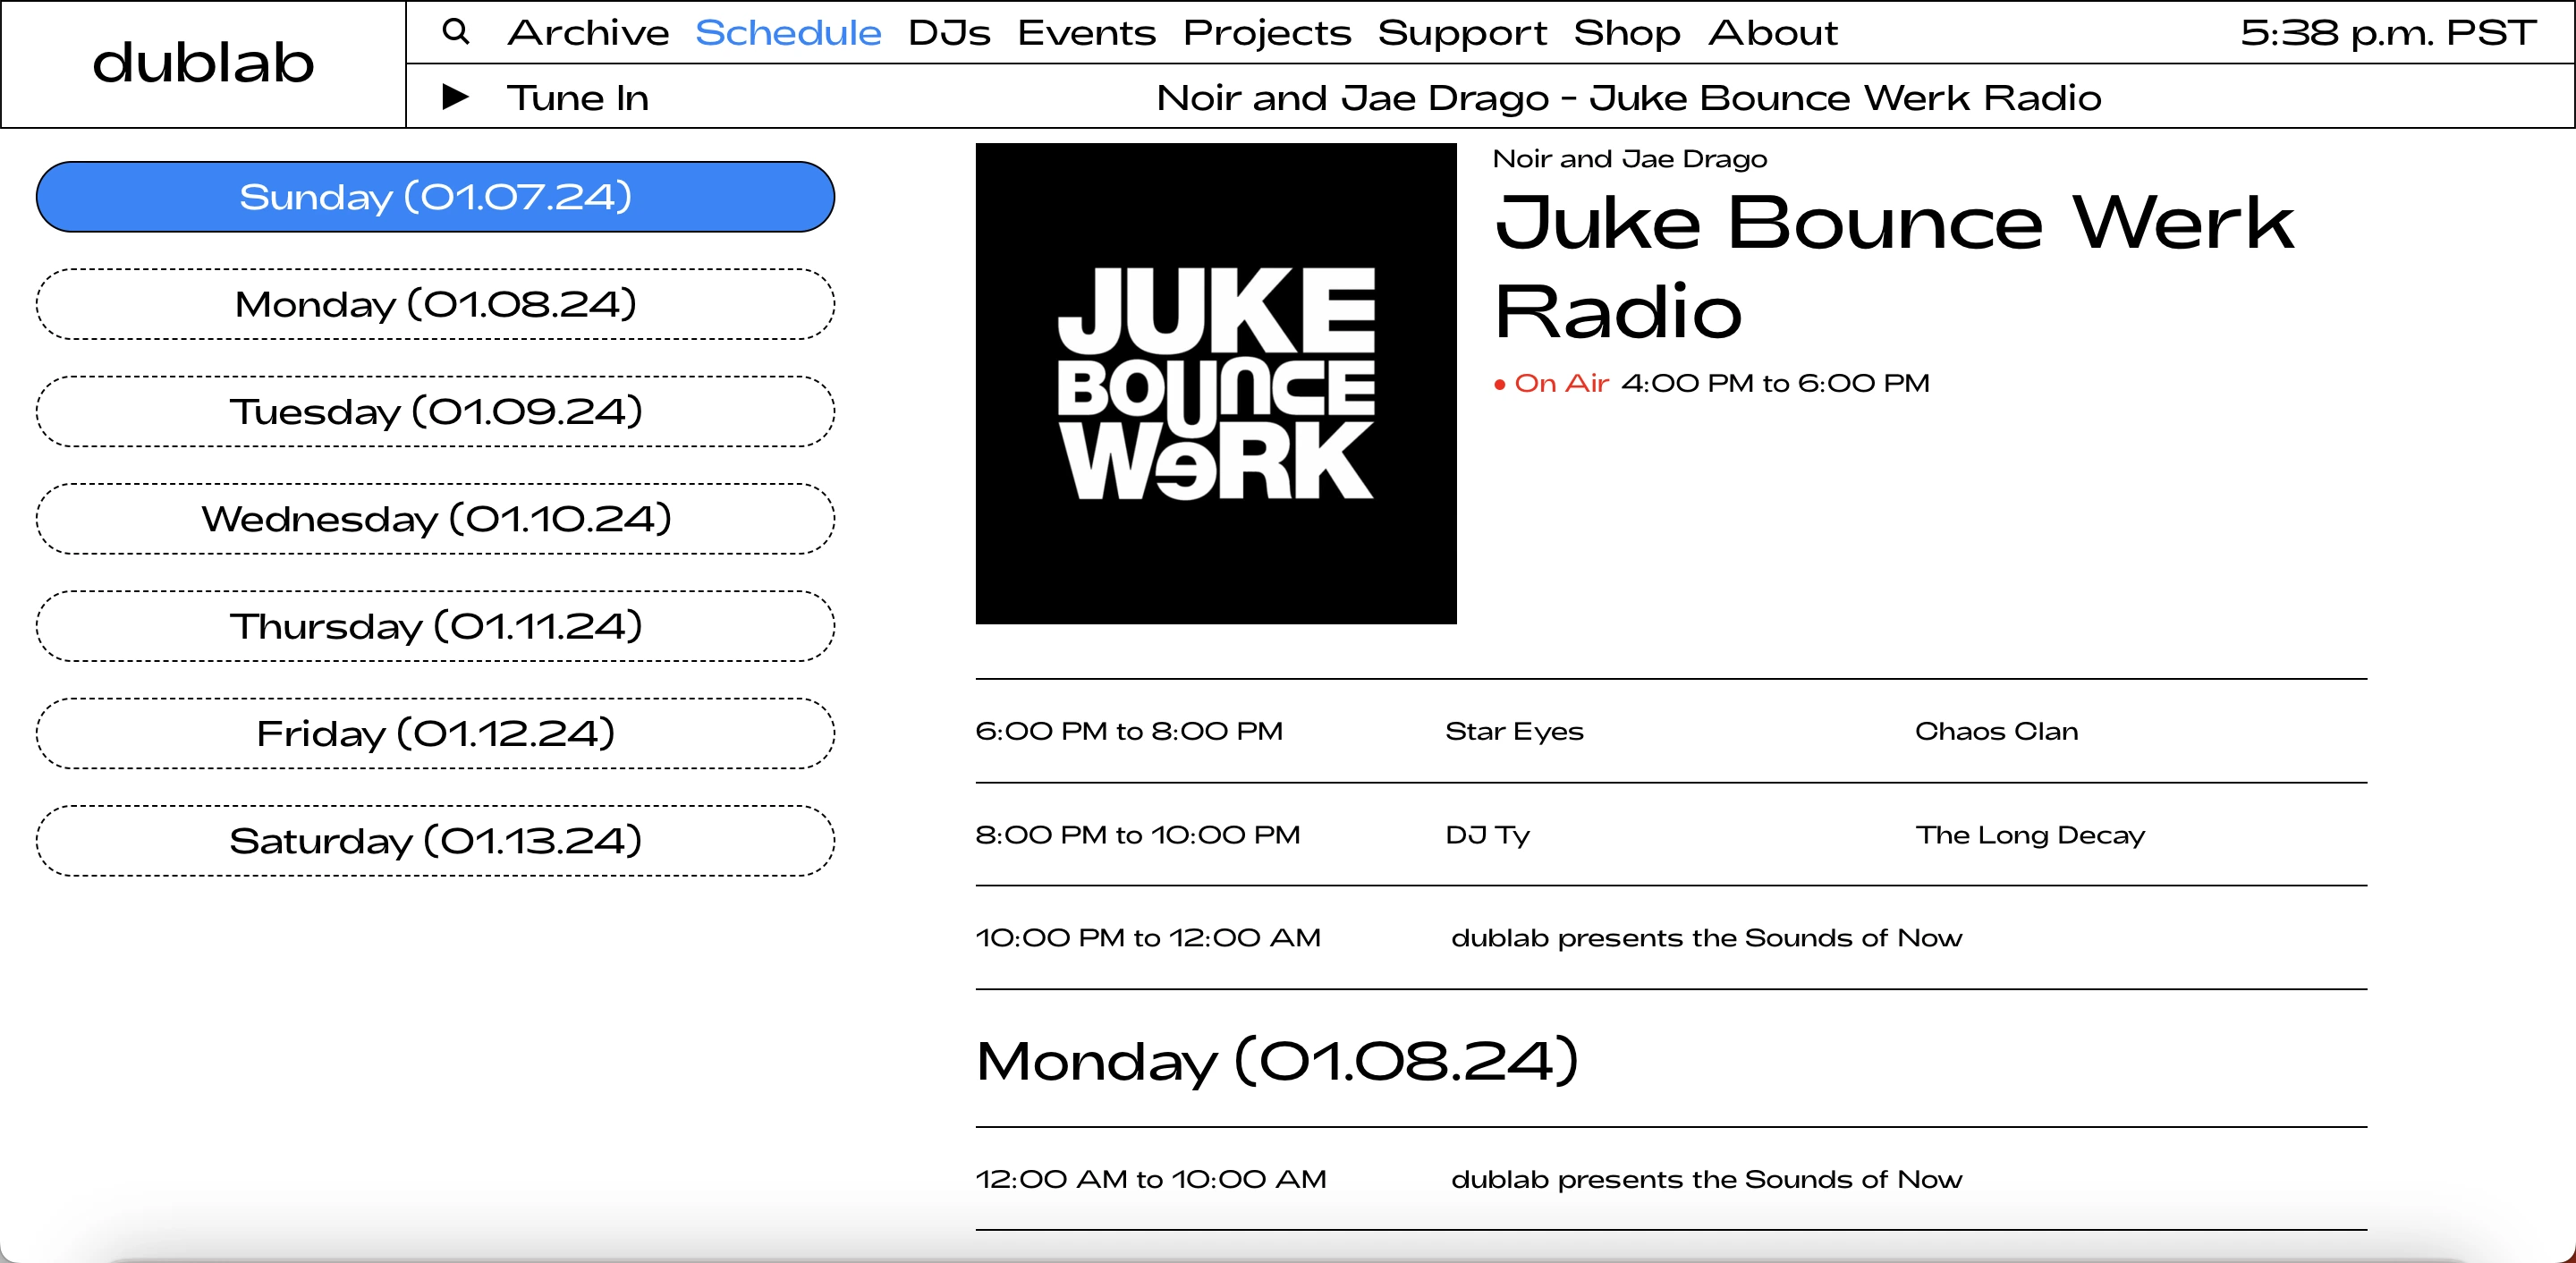 dublab
Archive Schedule DJs Events Projects Support Shop About 5:38 p.m. PST
Tune In Noir and Jae Drago - Juke Bounce Werk Radio
Sunday (01.07.24)
Monday (01.08.24)
Tuesday (01.09.24)
Wednesday (01.10.24)
Thursday (01.11.24)
Friday (01.12.24)
Saturday (01.13.24)
JUKE
BOUNCE
WeRK
Noir and Jae Drago
Juke Bounce Werk
Radio
• On Air 4:00 PM to 6:00 PM
6:00 PM to 8:00 PM Star Eyes Chaos Clan
8:00 PM to 10:00 PM DJ Ty The Long Decay
10:00 PM to 12:00 AM dublab presents the Sounds of Now
Monday (01.08.24)
12:00 AM to 10:00 AM dublab presents the Sounds of Now